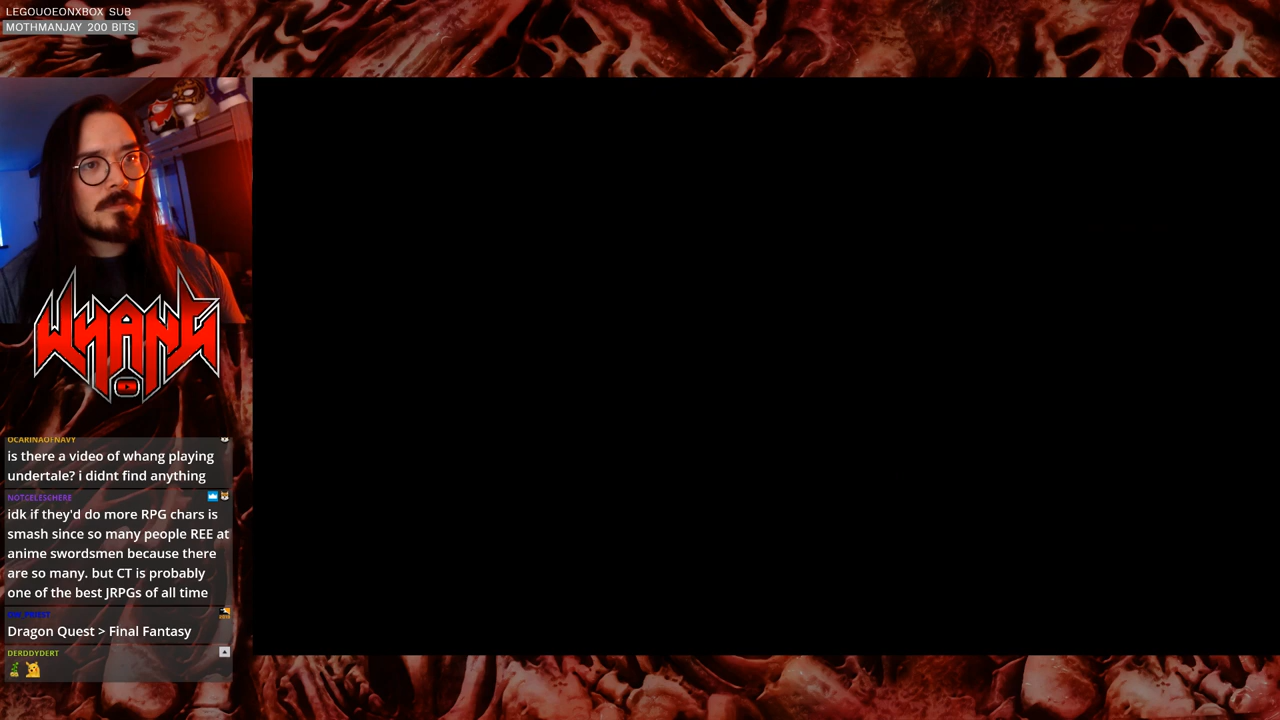 LEGOUOEONXBOX SUB
MOTHMANJAY 200 BITS
WHANG
OCARINAOFNAVY
is there a video of whang playing
undertale? i didnt find anything
NOTCELESCHERE
idk if they'd do more RPG chars is
smash since so many people REE at
anime swordsmen because there
are so many. but CT is probably
one of the best JRPGs of all time
Dragon Quest > Final Fantasy
DERDDYDERT